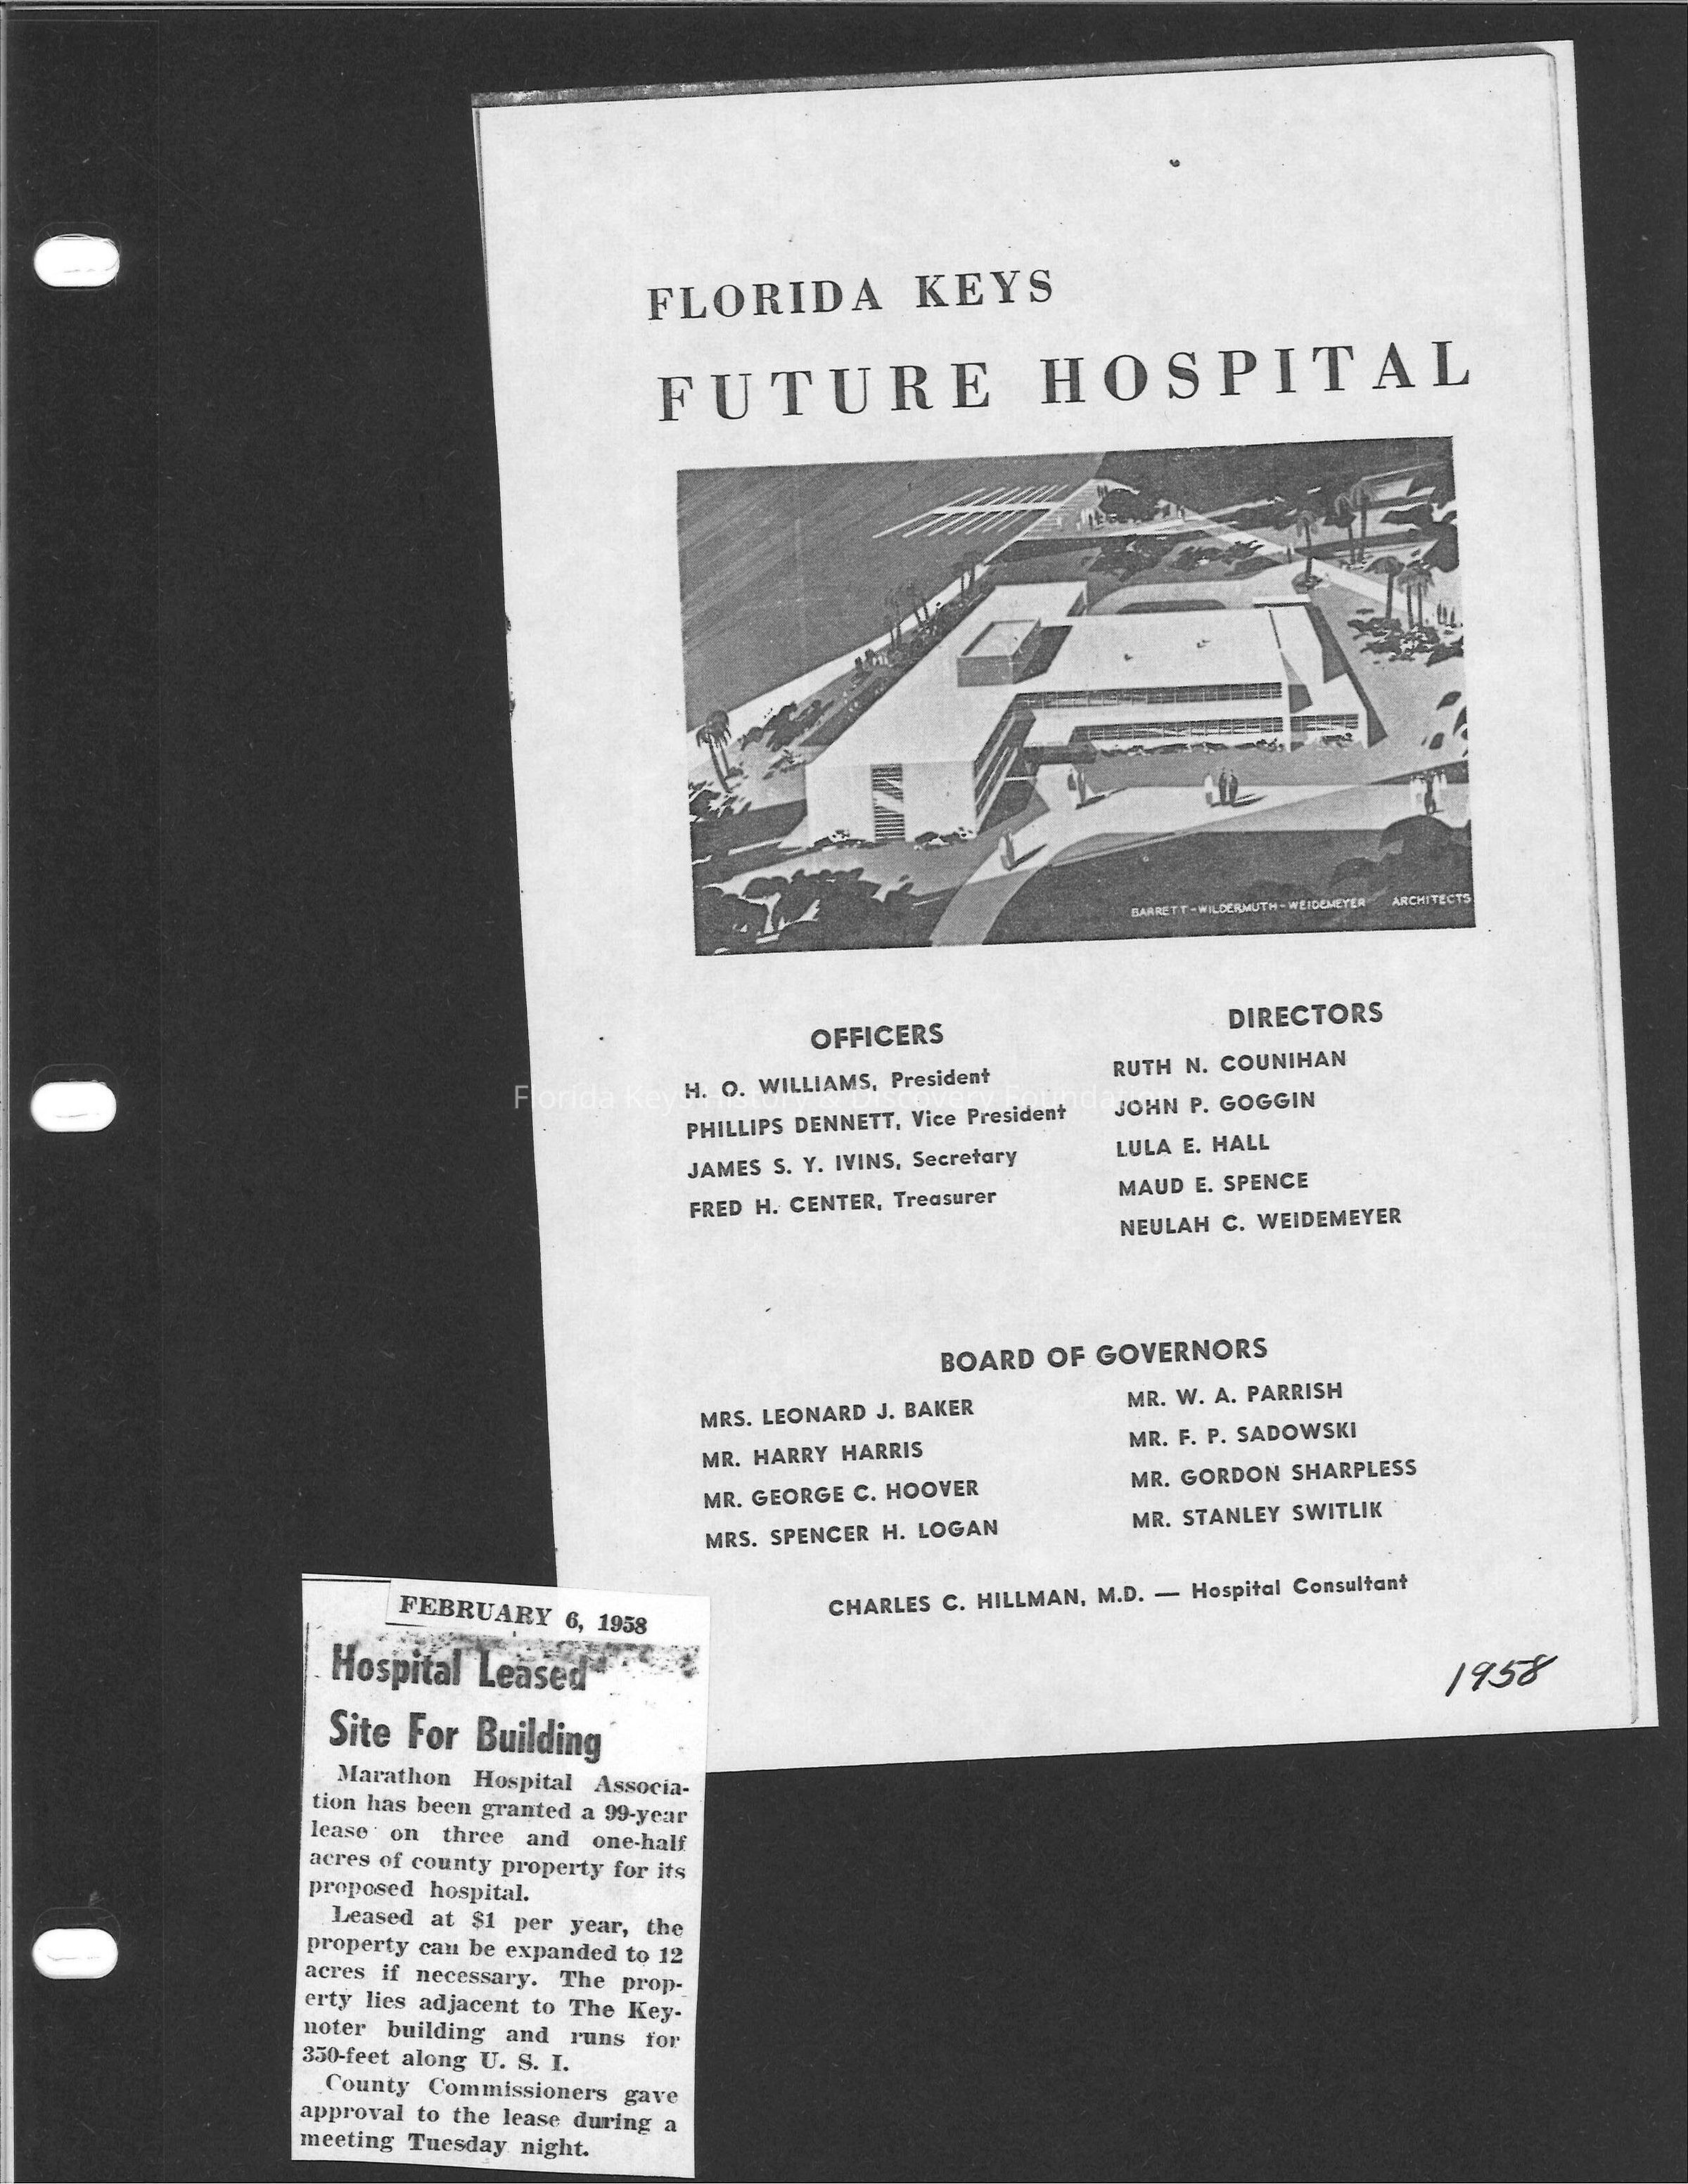 FLORIDA KEYS
FUTURE HOSPITAL
BARRETT-WILDERMUTH-WEIDEMEYER ARCHITECTS
OFFICERS
H. O. WILLIAMS, President
PHILLIPS DENNETT, Vice President
JAMES S. Y. IVINS, Secretary
FRED H. CENTER, Treasurer
DIRECTORS
RUTH N. COUNIHAN
JOHN P. GOGGIN
LULA E. HALL
MAUD E. SPENCE
NEULAH C. WEIDEMEYER
Florida Keys History & Discovery
BOARD OF GOVERNORS
MRS. LEONARD J. BAKER
MR. HARRY HARRIS
MR. GEORGE C. HOOVER
MRS. SPENCER H. LOGAN
MR. W. A. PARRISH
MR. F. P. SADOWSKI
MR. GORDON SHARPLESS
MR. STANLEY SWITLIK
CHARLES C. HILLMAN, M.D. — Hospital Consultant
1958
FEBRUARY 6, 1958
Hospital Leased
Site For Building
Marathon Hospital Associa-
tion has been granted a 99-year
lease on three and one-half
acres of county property for its
proposed hospital.
Leased at $1 per year, the
property can be expanded to 12
acres if necessary. The prop-
erty lies adjacent to The Key-
noter building and runs for
350-feet along U. S. I.
County Commissioners gave
approval to the lease during a
meeting Tuesday night.